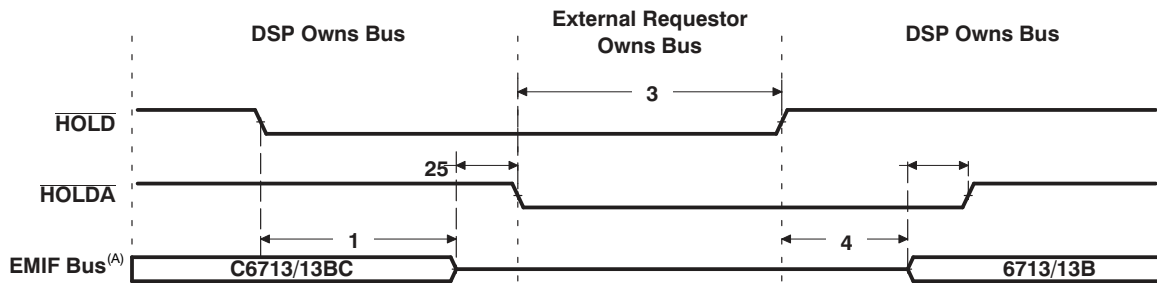 External Requestor
DSP Owns Bus
Owns Bus
DSP Owns Bus
3
HOLD
25
HOLDA
1
4
EMIF Bus(A)
C6713/13BC
6713/13B